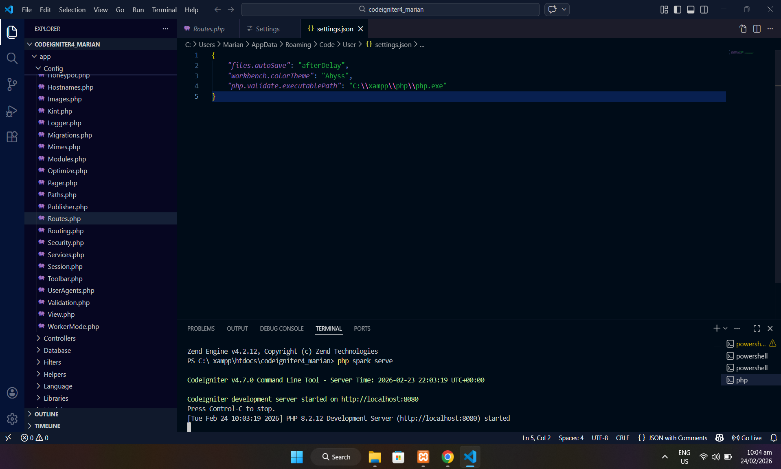 File Edit Selection View Go Run Terminal Help
codeigniter4_marian
EXPLORER
Routes.php
Settings
settings.json
CODEIGNITER4_MARIAN
C: > Users > Marian > AppData > Roaming > Code > User > {} settings.json > ...
app
Config
Honeypot.php
Hostnames.php
Images.php
Kint.php
Logger.php
Migrations.php
Mimes.php
Modules.php
Optimize.php
Pager.php
Paths.php
Publisher.php
Routes.php
Routing.php
Security.php
Services.php
Session.php
Toolbar.php
UserAgents.php
Validation.php
View.php
WorkerMode.php
Controllers
Database
Filters
Helpers
Language
Libraries
OUTLINE
TIMELINE
1 {
2 "files.autoSave": "afterDelay",
3 "workbench.colorTheme": "Abyss",
4 "php.validate.executablePath": "C:\\xampp\\php\\php.exe"
5 }
PROBLEMS OUTPUT DEBUG CONSOLE TERMINAL PORTS
Zend Engine v4.2.12, Copyright (c) Zend Technologies
PS C:\xampp\htdocs\codeigniter4_marian> php spark serve
CodeIgniter v4.7.0 Command Line Tool - Server Time: 2026-02-23 22:03:19 UTC+00:00
CodeIgniter development server started on http://localhost:8080
Press Control-C to stop.
[Tue Feb 24 10:03:19 2026] PHP 8.2.12 Development Server (http://localhost:8080) started
powersh...
powershell
powershell
php
0 0
Ln 5, Col 2 Spaces: 4 UTF-8 CRLF {} JSON with Comments Go Live
Search
ENG
US
10:04 am
24/02/2026